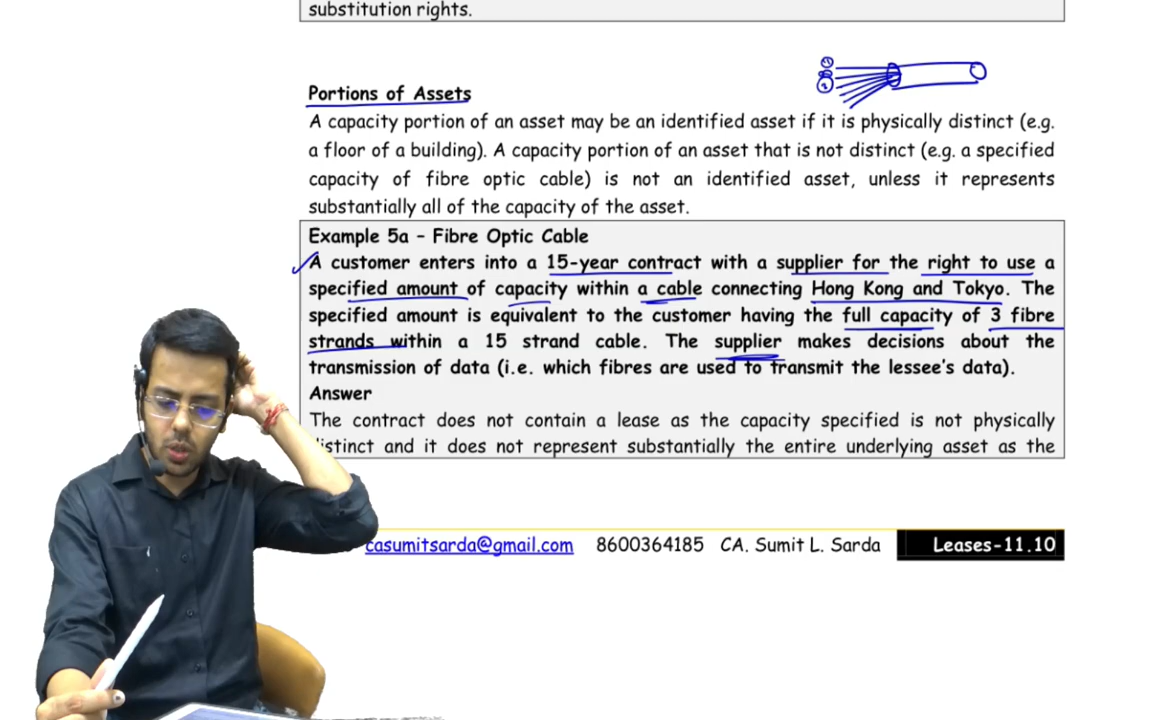 substitution rights.
Portions of Assets
A capacity portion of an asset may be an identified asset if it is physically distinct (e.g.
a floor of a building). A capacity portion of an asset that is not distinct (e.g. a specified
capacity of fibre optic cable) is not an identified asset, unless it represents
substantially all of the capacity of the asset.
Example 5a – Fibre Optic Cable
A customer enters into a 15-year contract with a supplier for the right to use a
specified amount of capacity within a cable connecting Hong Kong and Tokyo. The
specified amount is equivalent to the customer having the full capacity of 3 fibre
strands within a 15 strand cable. The supplier makes decisions about the
transmission of data (i.e. which fibres are used to transmit the lessee's data).
Answer
The contract does not contain a lease as the capacity specified is not physically
istinct and it does not represent substantially the entire underlying asset as the
casumitsarda@gmail.com 8600364185 CA. Sumit L. Sarda Leases-11.10